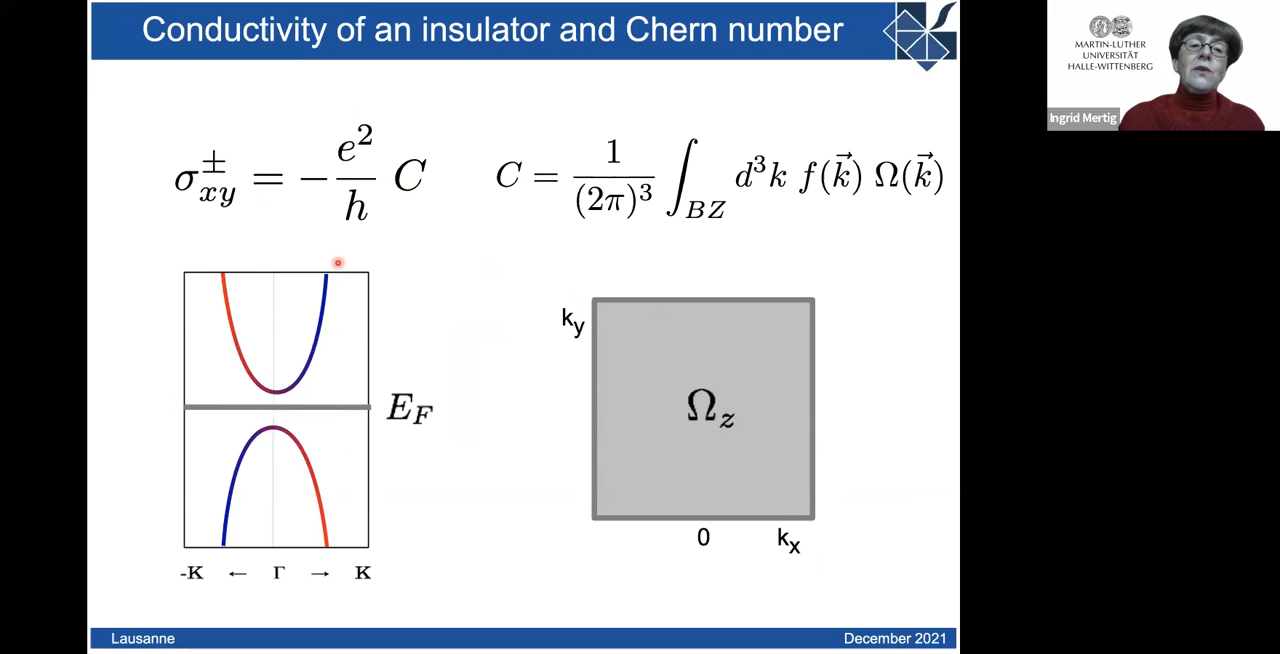 Conductivity of an insulator and Chern number
MARTIN-LUTHER
UNIVERSITÄT
HALLE-WITTENBERG
Ingrid Mertig
σ±xy = − e²/h C
C = 1/(2π)³ ∫BZ d³k f(k⃗) Ω(k⃗)
EF
-K ← Γ → K
ky
Ωz
0 kx
Lausanne
December 2021